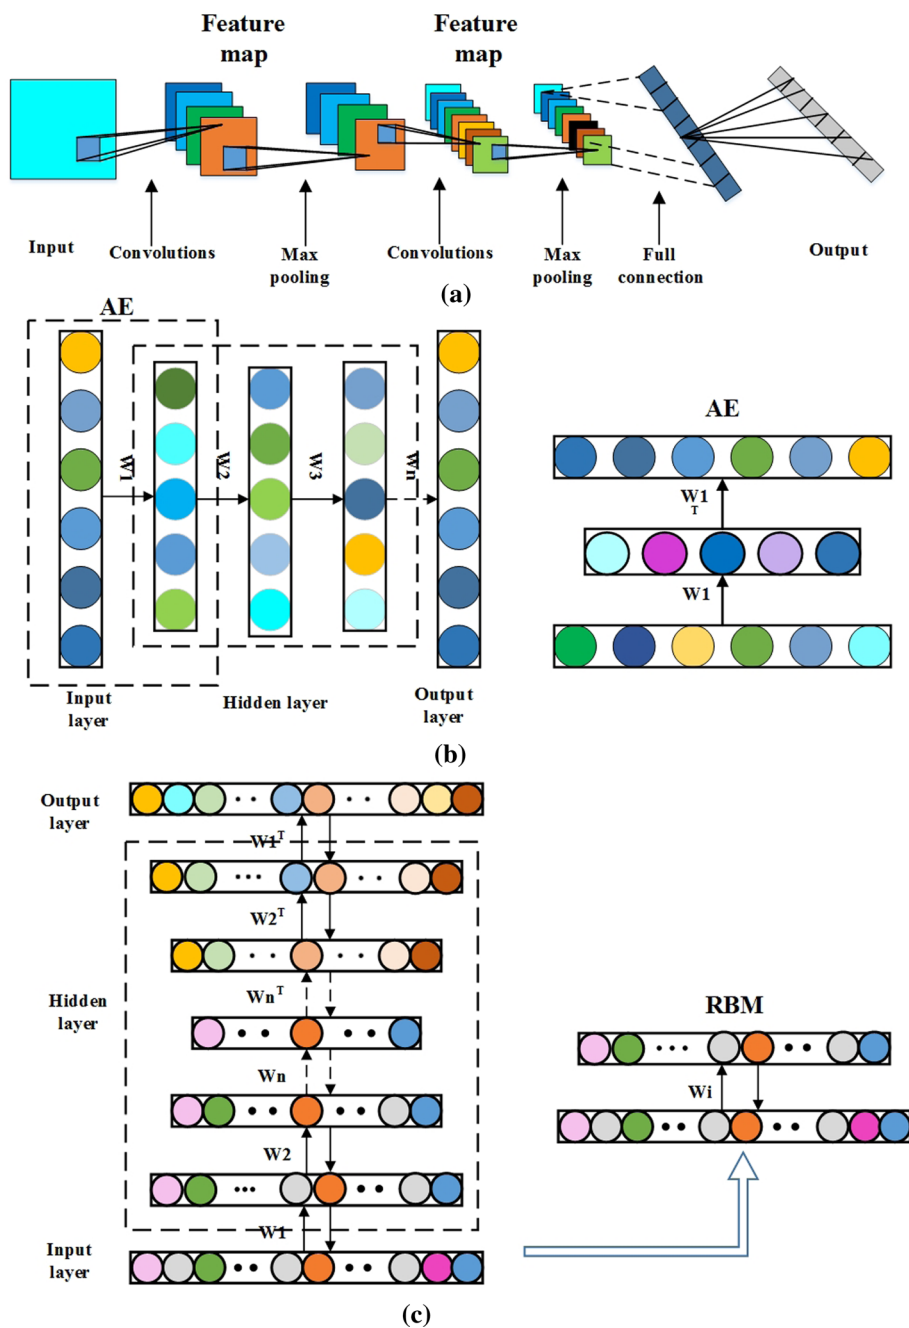 Feature
map
Feature
map
Input
Convolutions
Max
pooling
Convolutions
Max
pooling
Full
connection
Output
(a)
AE
W1
W2
W3
Wn
Input
layer
Hidden layer
Output
layer
AE
W1
T
W1
(b)
Output
layer
W1ᵀ
W2ᵀ
Hidden
layer
Wnᵀ
Wn
W2
W1
Input
layer
RBM
Wi
(c)